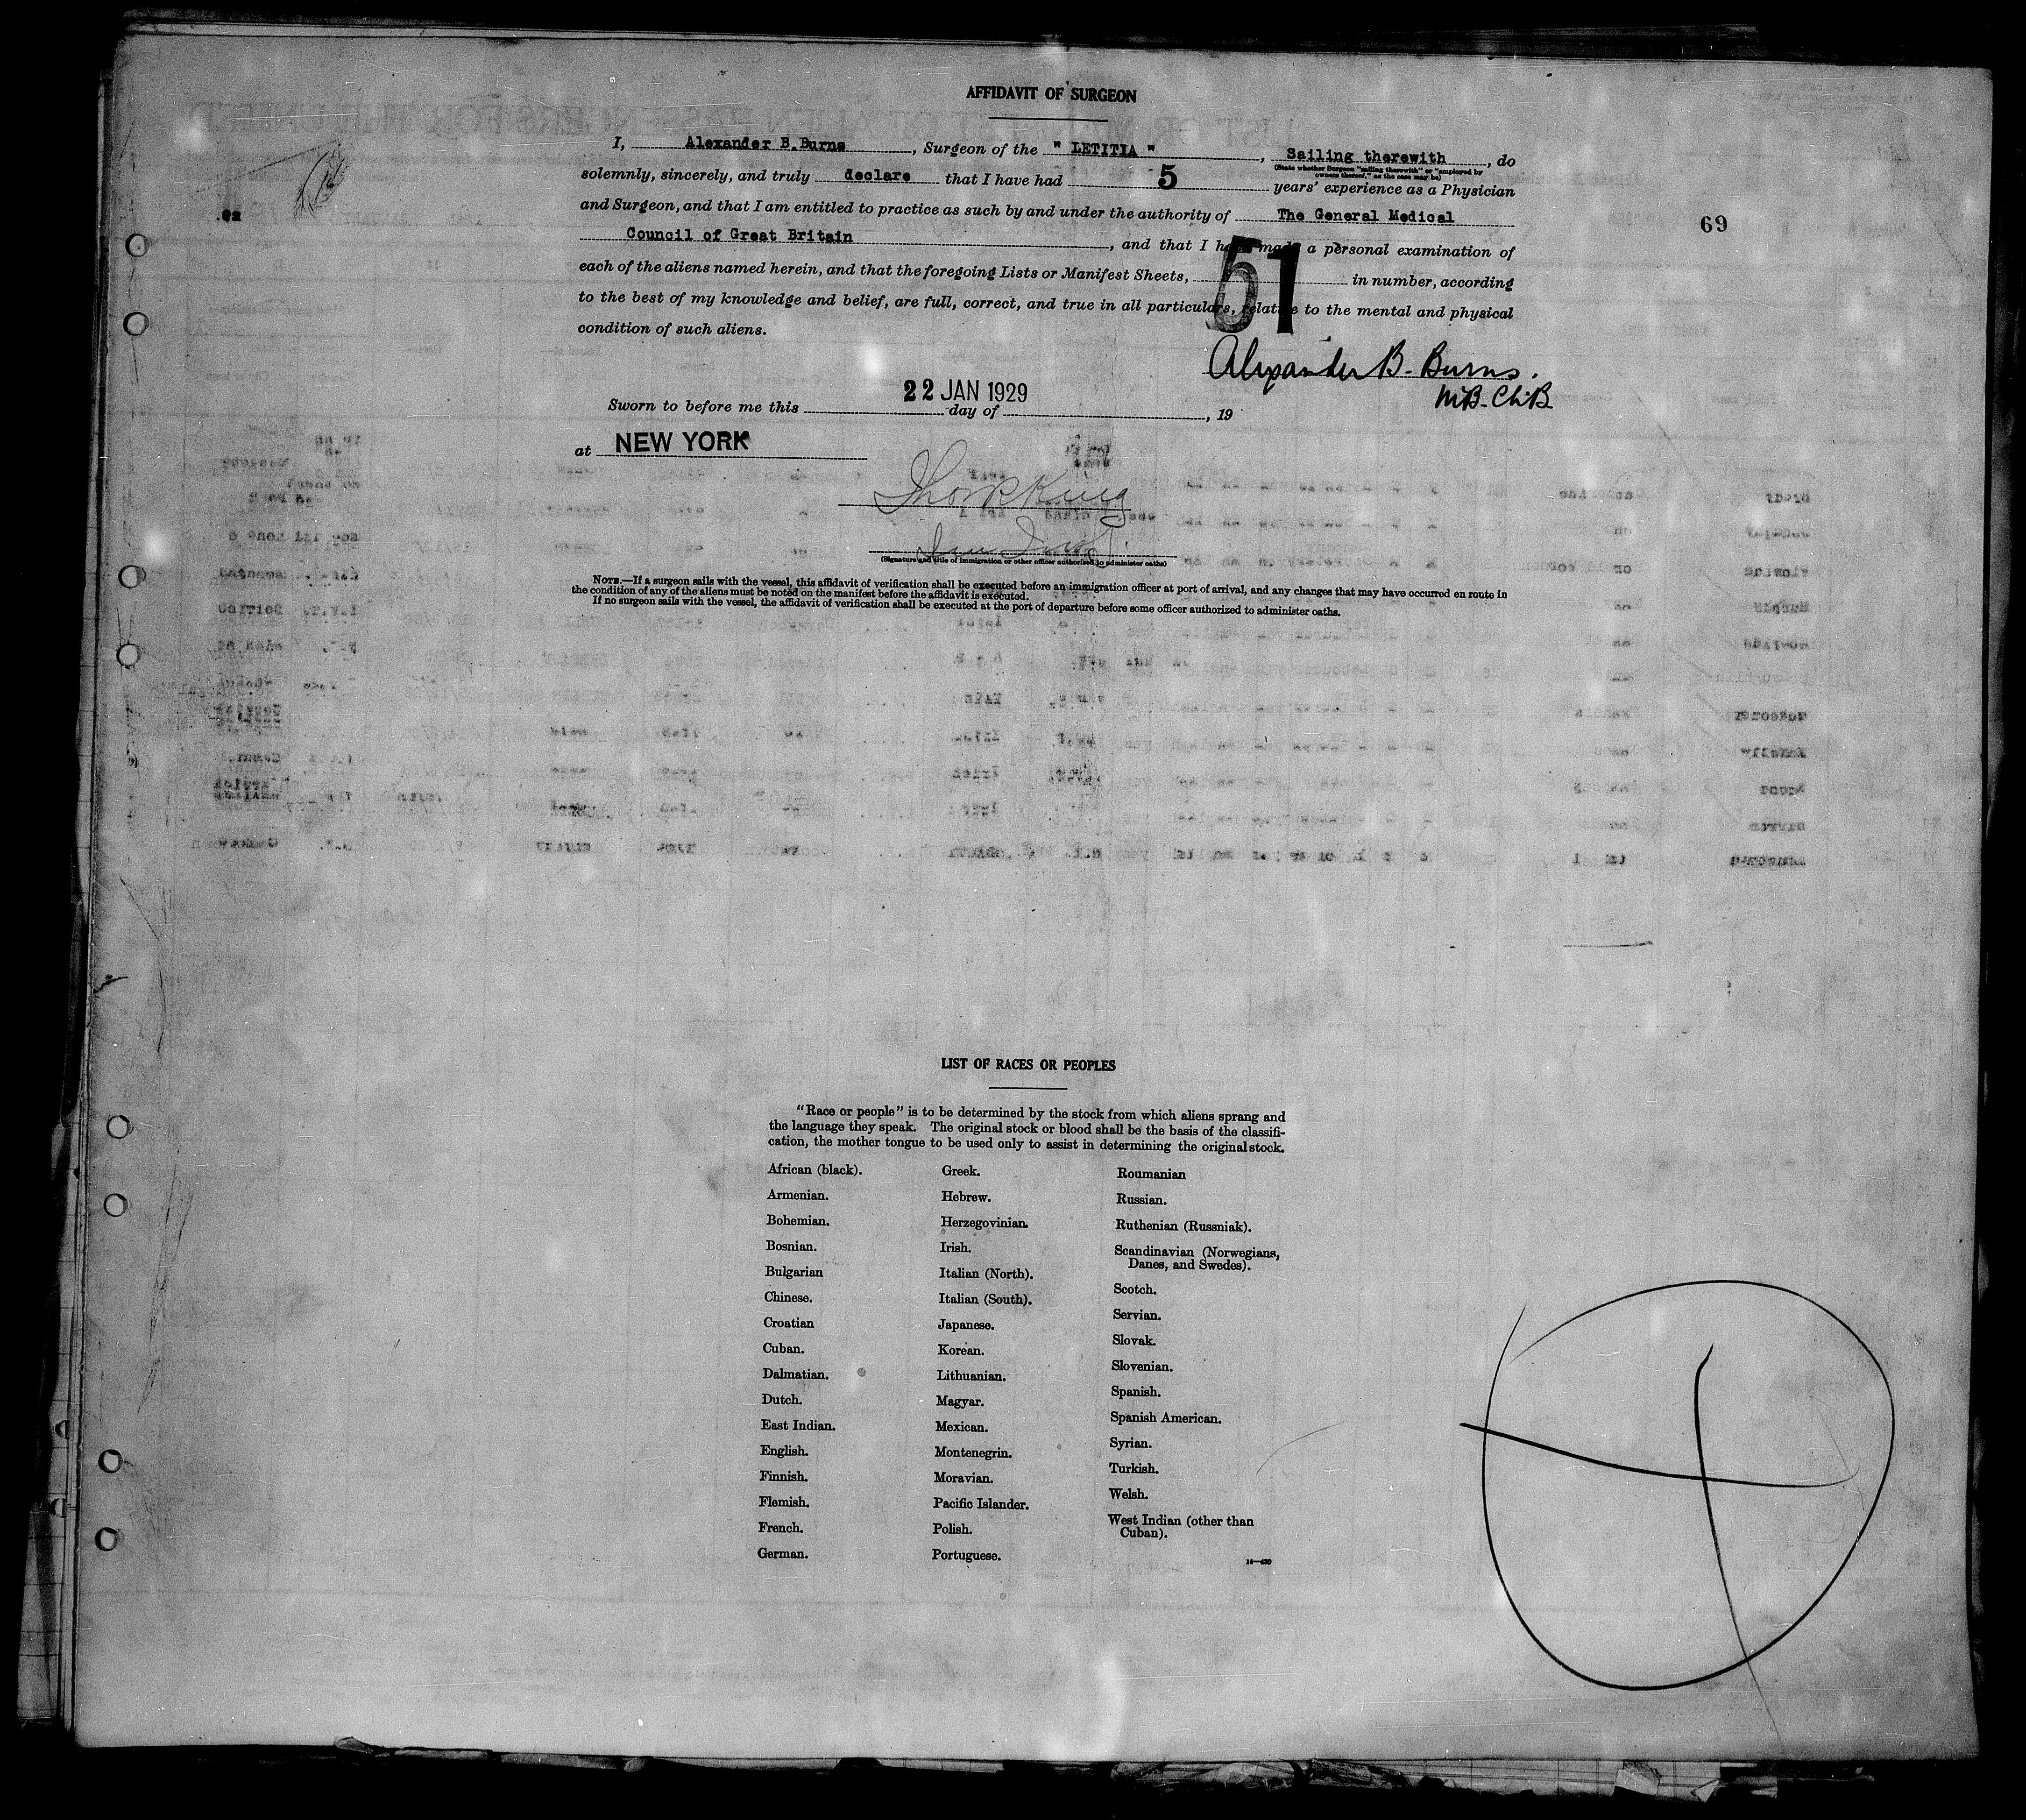 AFFIDAVIT OF SURGEON
I, Alexander B.Burns, Surgeon of the " LETITIA ", Sailing therewith, do
(State whether Surgeon "sailing therewith" or "employed by
owners thereof," as the case may be)
solemnly, sincerely, and truly declare that I have had 5 years' experience as a Physician
and Surgeon, and that I am entitled to practice as such by and under the authority of The General Medical
69
Council of Great Britain, and that I have made a personal examination of
each of the aliens named herein, and that the foregoing Lists or Manifest Sheets, 51 in number, according
to the best of my knowledge and belief, are full, correct, and true in all particulars, relative to the mental and physical
condition of such aliens.
Alexander B. Burns.
M.B. Ch.B
22 JAN 1929
Sworn to before me this day of , 19
at NEW YORK
(Signature and title of immigration or other officer authorized to administer oaths)
NOTE.—If a surgeon sails with the vessel, this affidavit of verification shall be executed before an immigration officer at port of arrival, and any changes that may have occurred en route in
the condition of any of the aliens must be noted on the manifest before the affidavit is executed.
If no surgeon sails with the vessel, the affidavit of verification shall be executed at the port of departure before some officer authorized to administer oaths.
LIST OF RACES OR PEOPLES
"Race or people" is to be determined by the stock from which aliens sprang and
the language they speak. The original stock or blood shall be the basis of the classifi-
cation, the mother tongue to be used only to assist in determining the original stock.
African (black).
Armenian.
Bohemian.
Bosnian.
Bulgarian
Chinese.
Croatian
Cuban.
Dalmatian.
Dutch.
East Indian.
English.
Finnish.
Flemish.
French.
German.
Greek.
Hebrew.
Herzegovinian.
Irish.
Italian (North).
Italian (South).
Japanese.
Korean.
Lithuanian.
Magyar.
Mexican.
Montenegrin.
Moravian.
Pacific Islander.
Polish.
Portuguese.
Roumanian
Russian.
Ruthenian (Russniak).
Scandinavian (Norwegians,
Danes, and Swedes).
Scotch.
Servian.
Slovak.
Slovenian.
Spanish.
Spanish American.
Syrian.
Turkish.
Welsh.
West Indian (other than
Cuban).